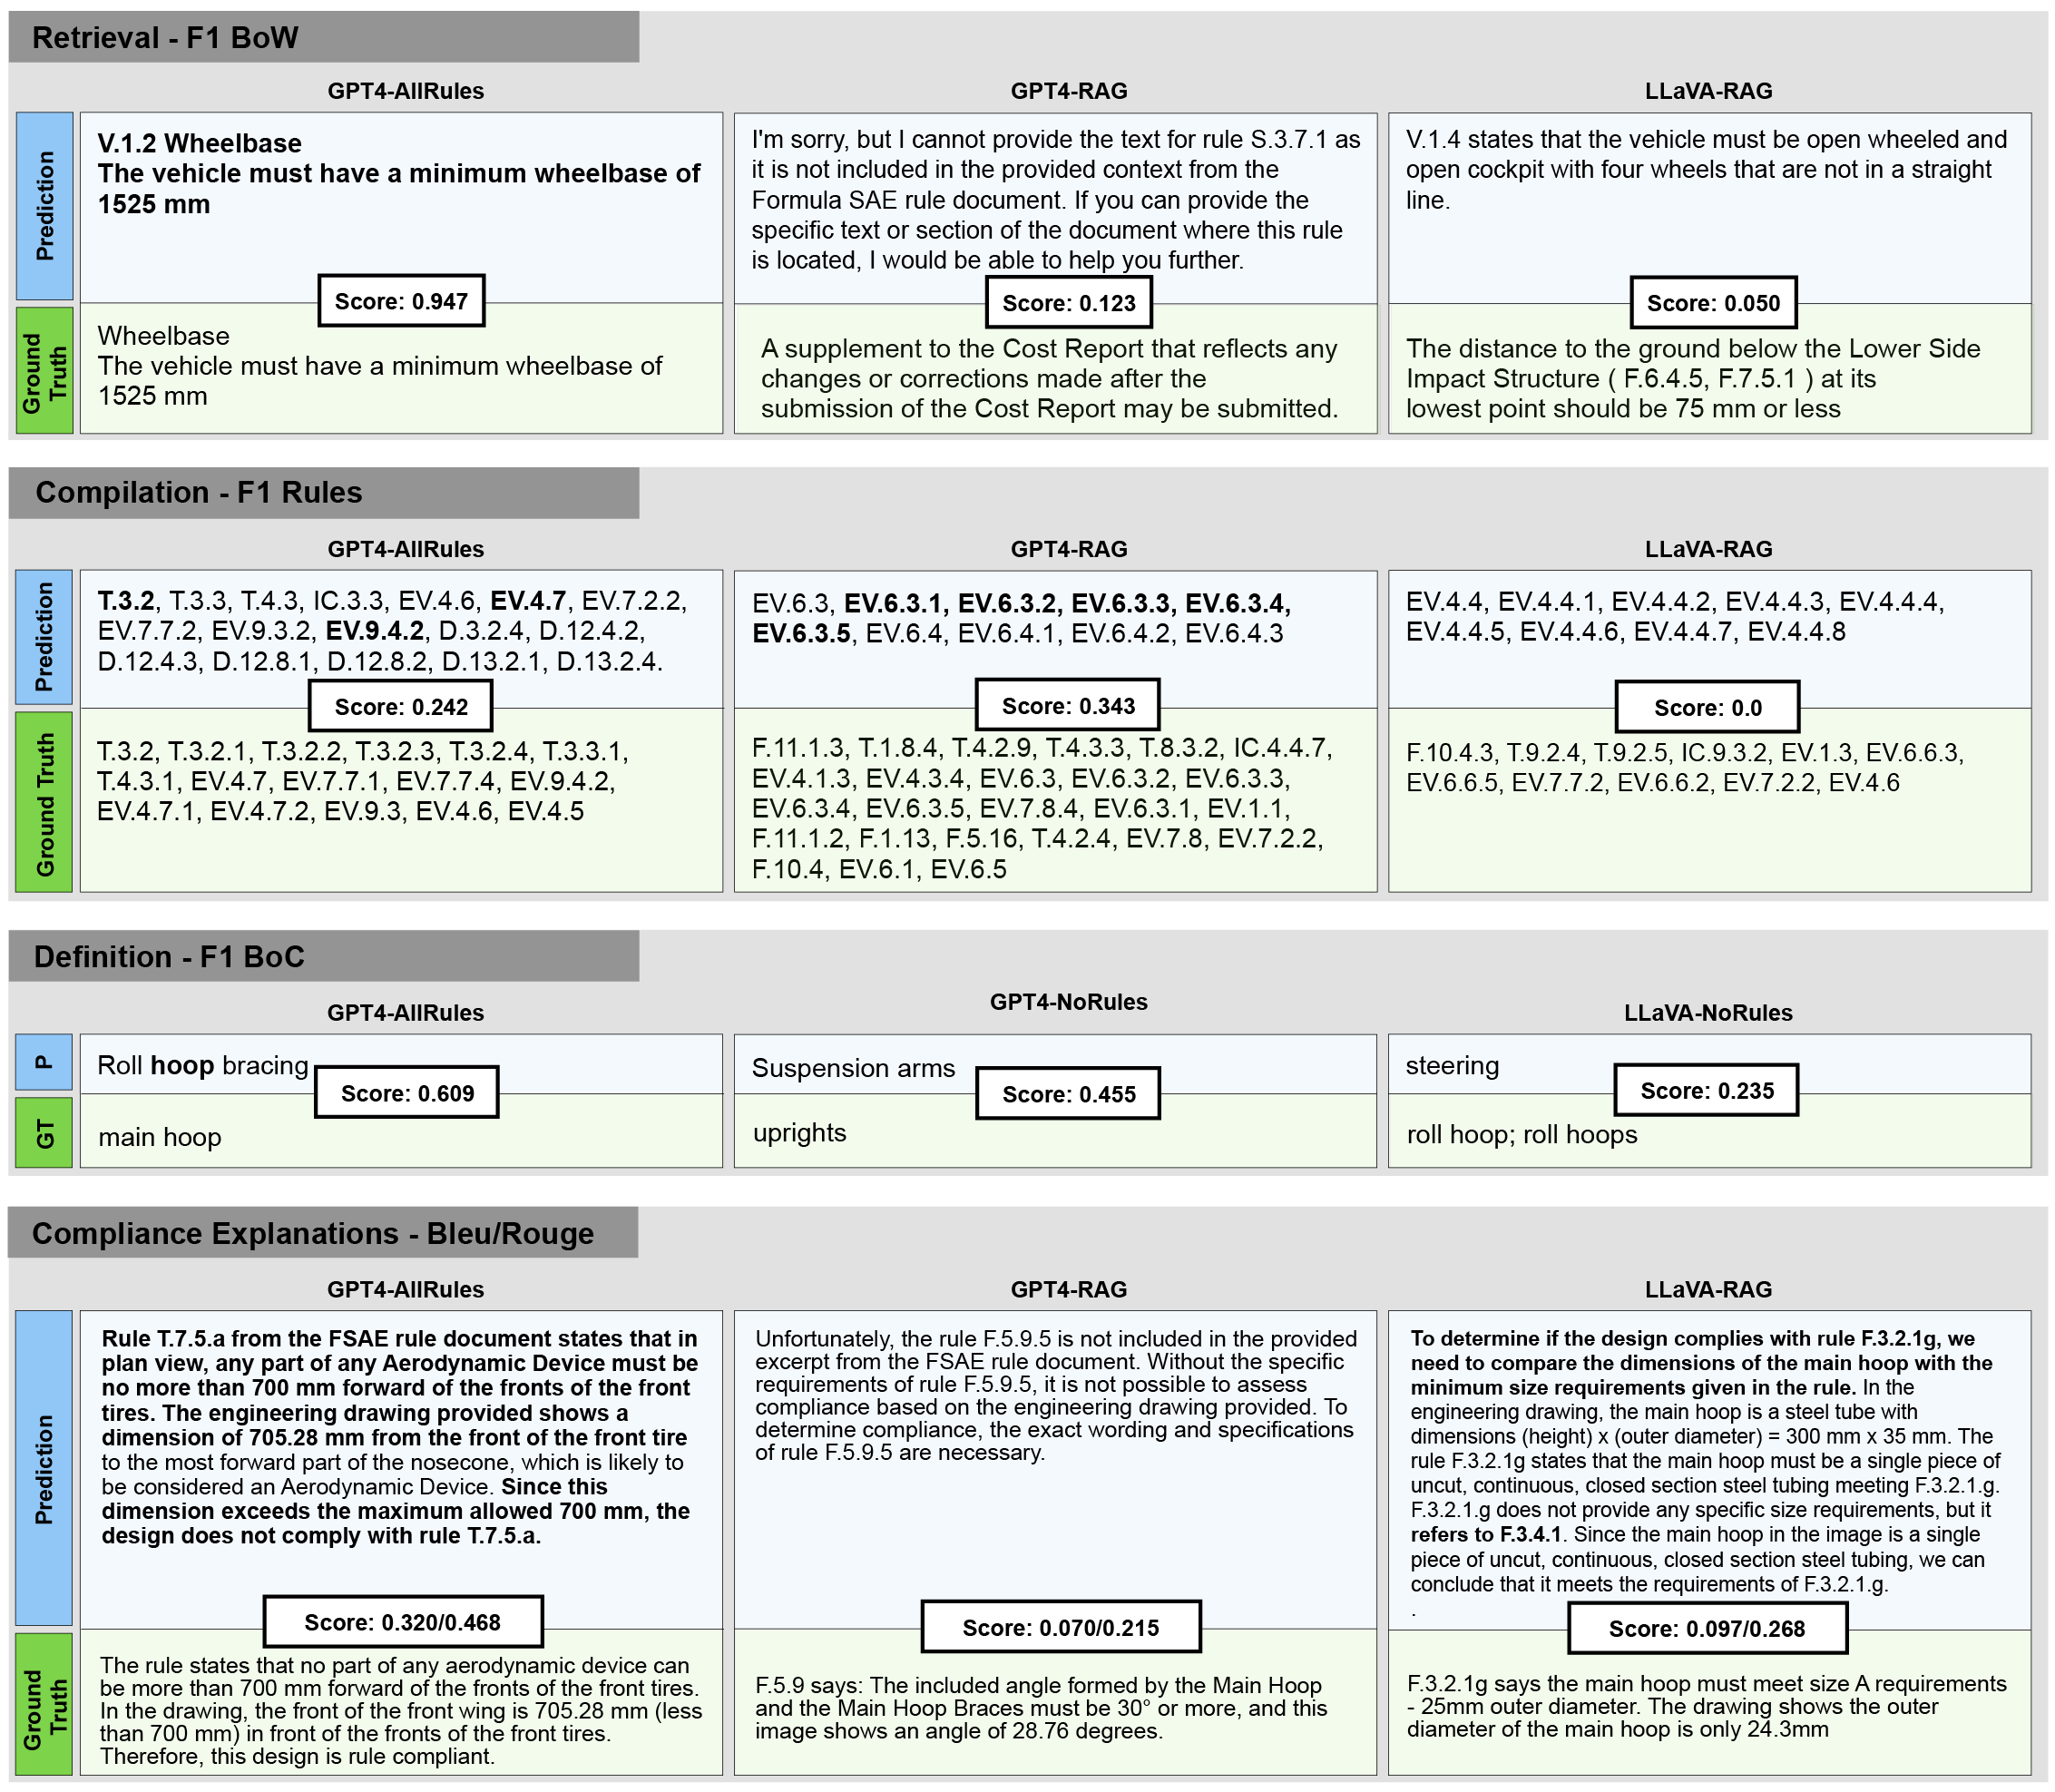 Retrieval - F1 BoW
GPT4-AllRules
GPT4-RAG
LLaVA-RAG
Prediction
V.1.2 Wheelbase
The vehicle must have a minimum wheelbase of
1525 mm
I'm sorry, but I cannot provide the text for rule S.3.7.1 as
it is not included in the provided context from the
Formula SAE rule document. If you can provide the
specific text or section of the document where this rule
is located, I would be able to help you further.
V.1.4 states that the vehicle must be open wheeled and
open cockpit with four wheels that are not in a straight
line.
Score: 0.947
Score: 0.123
Score: 0.050
Ground
Truth
Wheelbase
The vehicle must have a minimum wheelbase of
1525 mm
A supplement to the Cost Report that reflects any
changes or corrections made after the
submission of the Cost Report may be submitted.
The distance to the ground below the Lower Side
Impact Structure ( F.6.4.5, F.7.5.1 ) at its
lowest point should be 75 mm or less
Compilation - F1 Rules
GPT4-AllRules
GPT4-RAG
LLaVA-RAG
Prediction
T.3.2, T.3.3, T.4.3, IC.3.3, EV.4.6, EV.4.7, EV.7.2.2,
EV.7.7.2, EV.9.3.2, EV.9.4.2, D.3.2.4, D.12.4.2,
D.12.4.3, D.12.8.1, D.12.8.2, D.13.2.1, D.13.2.4.
EV.6.3, EV.6.3.1, EV.6.3.2, EV.6.3.3, EV.6.3.4,
EV.6.3.5, EV.6.4, EV.6.4.1, EV.6.4.2, EV.6.4.3
EV.4.4, EV.4.4.1, EV.4.4.2, EV.4.4.3, EV.4.4.4,
EV.4.4.5, EV.4.4.6, EV.4.4.7, EV.4.4.8
Score: 0.242
Score: 0.343
Score: 0.0
Ground Truth
T.3.2, T.3.2.1, T.3.2.2, T.3.2.3, T.3.2.4, T.3.3.1,
T.4.3.1, EV.4.7, EV.7.7.1, EV.7.7.4, EV.9.4.2,
EV.4.7.1, EV.4.7.2, EV.9.3, EV.4.6, EV.4.5
F.11.1.3, T.1.8.4, T.4.2.9, T.4.3.3, T.8.3.2, IC.4.4.7,
EV.4.1.3, EV.4.3.4, EV.6.3, EV.6.3.2, EV.6.3.3,
EV.6.3.4, EV.6.3.5, EV.7.8.4, EV.6.3.1, EV.1.1,
F.11.1.2, F.1.13, F.5.16, T.4.2.4, EV.7.8, EV.7.2.2,
F.10.4, EV.6.1, EV.6.5
F.10.4.3, T.9.2.4, T.9.2.5, IC.9.3.2, EV.1.3, EV.6.6.3,
EV.6.6.5, EV.7.7.2, EV.6.6.2, EV.7.2.2, EV.4.6
Definition - F1 BoC
GPT4-AllRules
GPT4-NoRules
LLaVA-NoRules
P
Roll hoop bracing
Suspension arms
steering
Score: 0.609
Score: 0.455
Score: 0.235
GT
main hoop
uprights
roll hoop; roll hoops
Compliance Explanations - Bleu/Rouge
GPT4-AllRules
GPT4-RAG
LLaVA-RAG
Prediction
Rule T.7.5.a from the FSAE rule document states that in
plan view, any part of any Aerodynamic Device must be
no more than 700 mm forward of the fronts of the front
tires. The engineering drawing provided shows a
dimension of 705.28 mm from the front of the front tire
to the most forward part of the nosecone, which is likely to
be considered an Aerodynamic Device. Since this
dimension exceeds the maximum allowed 700 mm, the
design does not comply with rule T.7.5.a.
Unfortunately, the rule F.5.9.5 is not included in the provided
excerpt from the FSAE rule document. Without the specific
requirements of rule F.5.9.5, it is not possible to assess
compliance based on the engineering drawing provided. To
determine compliance, the exact wording and specifications
of rule F.5.9.5 are necessary.
To determine if the design complies with rule F.3.2.1g, we
need to compare the dimensions of the main hoop with the
minimum size requirements given in the rule. In the
engineering drawing, the main hoop is a steel tube with
dimensions (height) x (outer diameter) = 300 mm x 35 mm. The
rule F.3.2.1g states that the main hoop must be a single piece of
uncut, continuous, closed section steel tubing meeting F.3.2.1.g.
F.3.2.1.g does not provide any specific size requirements, but it
refers to F.3.4.1. Since the main hoop in the image is a single
piece of uncut, continuous, closed section steel tubing, we can
conclude that it meets the requirements of F.3.2.1.g.
.
Score: 0.320/0.468
Score: 0.070/0.215
Score: 0.097/0.268
Ground
Truth
The rule states that no part of any aerodynamic device can
be more than 700 mm forward of the fronts of the front tires.
In the drawing, the front of the front wing is 705.28 mm (less
than 700 mm) in front of the fronts of the front tires.
Therefore, this design is rule compliant.
F.5.9 says: The included angle formed by the Main Hoop
and the Main Hoop Braces must be 30° or more, and this
image shows an angle of 28.76 degrees.
F.3.2.1g says the main hoop must meet size A requirements
- 25mm outer diameter. The drawing shows the outer
diameter of the main hoop is only 24.3mm